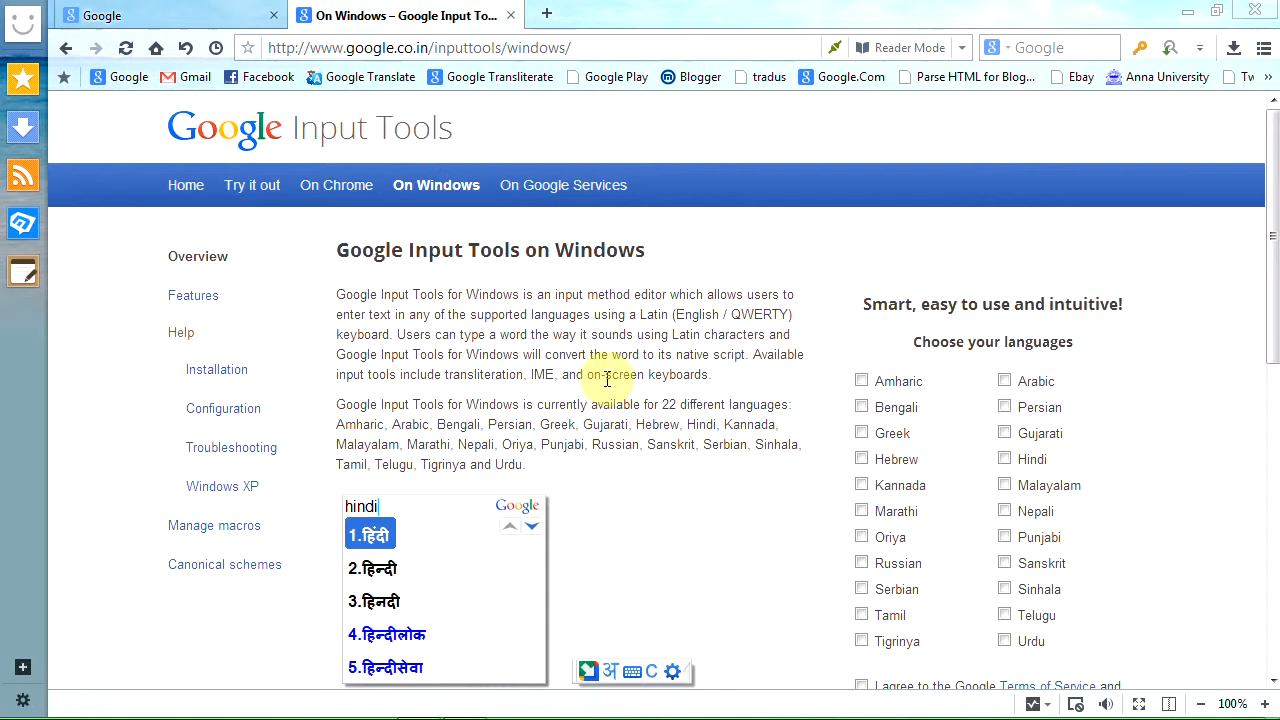 Google
On Windows – Google Input To...
http://www.google.co.in/inputtools/windows/
Reader Mode
Google
Google
Gmail
Facebook
Google Translate
Google Transliterate
Google Play
Blogger
tradus
Google.Com
Parse HTML for Blog...
Ebay
Anna University
Tw
Google Input Tools
Home
Try it out
On Chrome
On Windows
On Google Services
Overview
Features
Help
Installation
Configuration
Troubleshooting
Windows XP
Manage macros
Canonical schemes
Google Input Tools on Windows
Google Input Tools for Windows is an input method editor which allows users to
enter text in any of the supported languages using a Latin (English / QWERTY)
keyboard. Users can type a word the way it sounds using Latin characters and
Google Input Tools for Windows will convert the word to its native script. Available
input tools include transliteration, IME, and on-screen keyboards.
Google Input Tools for Windows is currently available for 22 different languages:
Amharic, Arabic, Bengali, Persian, Greek, Gujarati, Hebrew, Hindi, Kannada,
Malayalam, Marathi, Nepali, Oriya, Punjabi, Russian, Sanskrit, Serbian, Sinhala,
Tamil, Telugu, Tigrinya and Urdu.
hindi
Google
1.हिंदी
2.हिन्दी
3.हिनदी
4.हिन्दीलोक
5.हिन्दीसेवा
अ
C
Smart, easy to use and intuitive!
Choose your languages
Amharic
Arabic
Bengali
Persian
Greek
Gujarati
Hebrew
Hindi
Kannada
Malayalam
Marathi
Nepali
Oriya
Punjabi
Russian
Sanskrit
Serbian
Sinhala
Tamil
Telugu
Tigrinya
Urdu
I agree to the Google Terms of Service and
100%